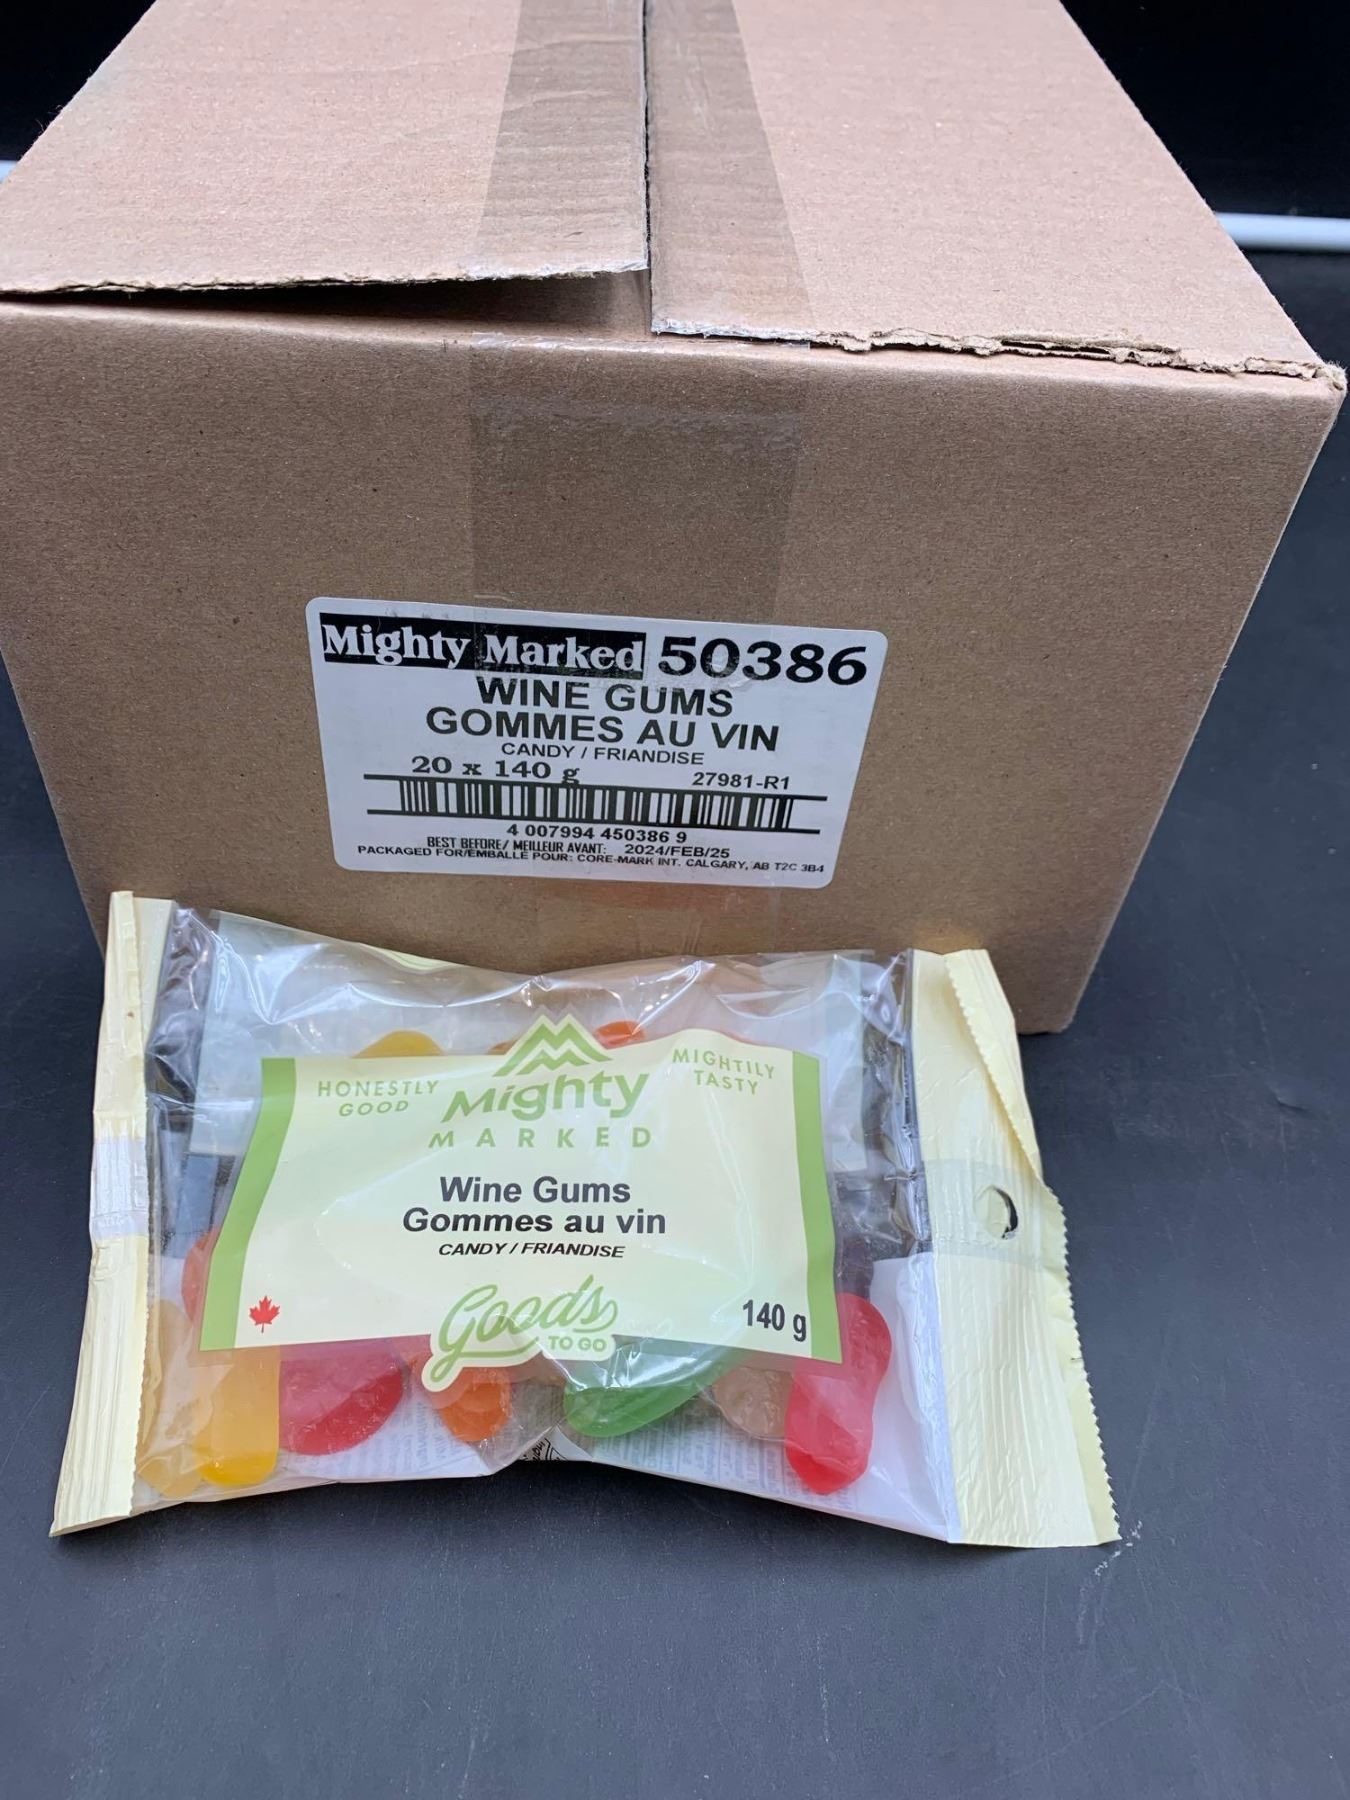 Mighty Marked 50386
WINE GUMS
GOMMES AU VIN
CANDY / FRIANDISE
20 x 140 g 27981-R1
4 007994 450386 9
BEST BEFORE/ MEILLEUR AVANT: 2024/FEB/25
PACKAGED FOR/EMBALLÉ POUR: CORE-MARK INT. CALGARY, AB T2C 3B4
HONESTLY
GOOD
Mighty
MARKED
MIGHTILY
TASTY
Wine Gums
Gommes au vin
CANDY / FRIANDISE
Goods
TO GO
140 g